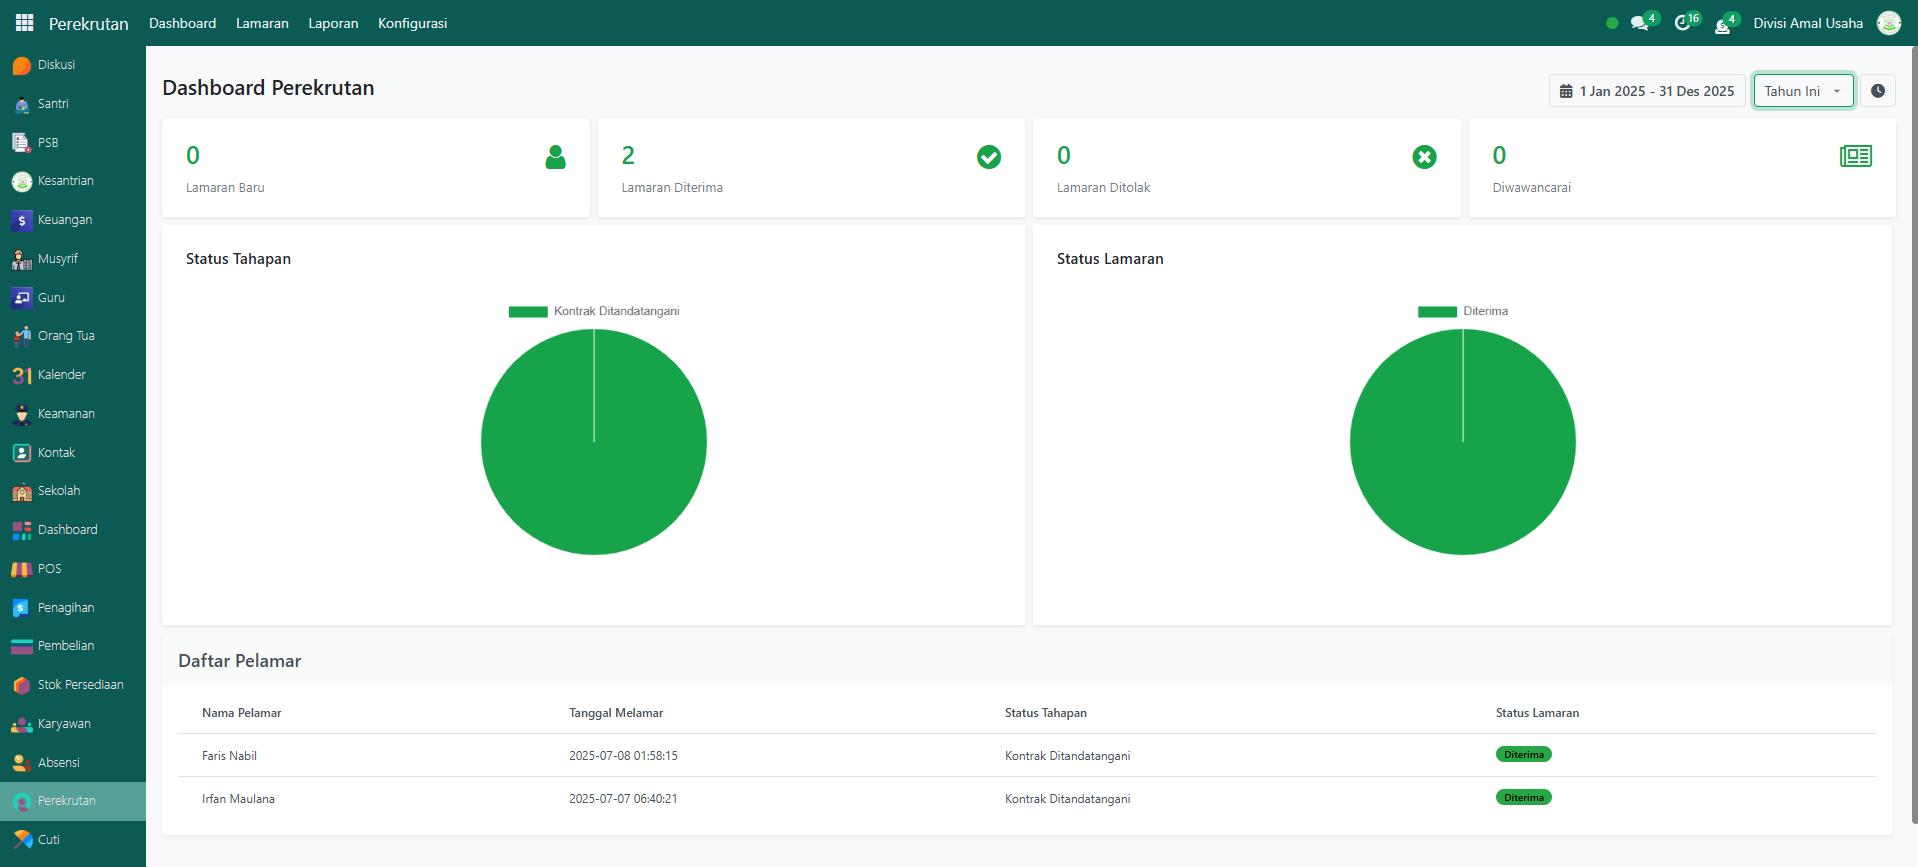 Perekrutan Dashboard Lamaran Laporan Konfigurasi 4 16 4 Divisi Amal Usaha
Diskusi
Santri
PSB
Kesantrian
Keuangan
Musyrif
Guru
Orang Tua
31 Kalender
Keamanan
Kontak
Sekolah
Dashboard
POS
Penagihan
Pembelian
Stok Persediaan
Karyawan
Absensi
Perekrutan
Cuti
Dashboard Perekrutan
1 Jan 2025 - 31 Des 2025 Tahun Ini
0
Lamaran Baru
2
Lamaran Diterima
0
Lamaran Ditolak
0
Diwawancarai
Status Tahapan
Kontrak Ditandatangani
Status Lamaran
Diterima
Daftar Pelamar
Nama Pelamar Tanggal Melamar Status Tahapan Status Lamaran
Faris Nabil 2025-07-08 01:58:15 Kontrak Ditandatangani Diterima
Irfan Maulana 2025-07-07 06:40:21 Kontrak Ditandatangani Diterima